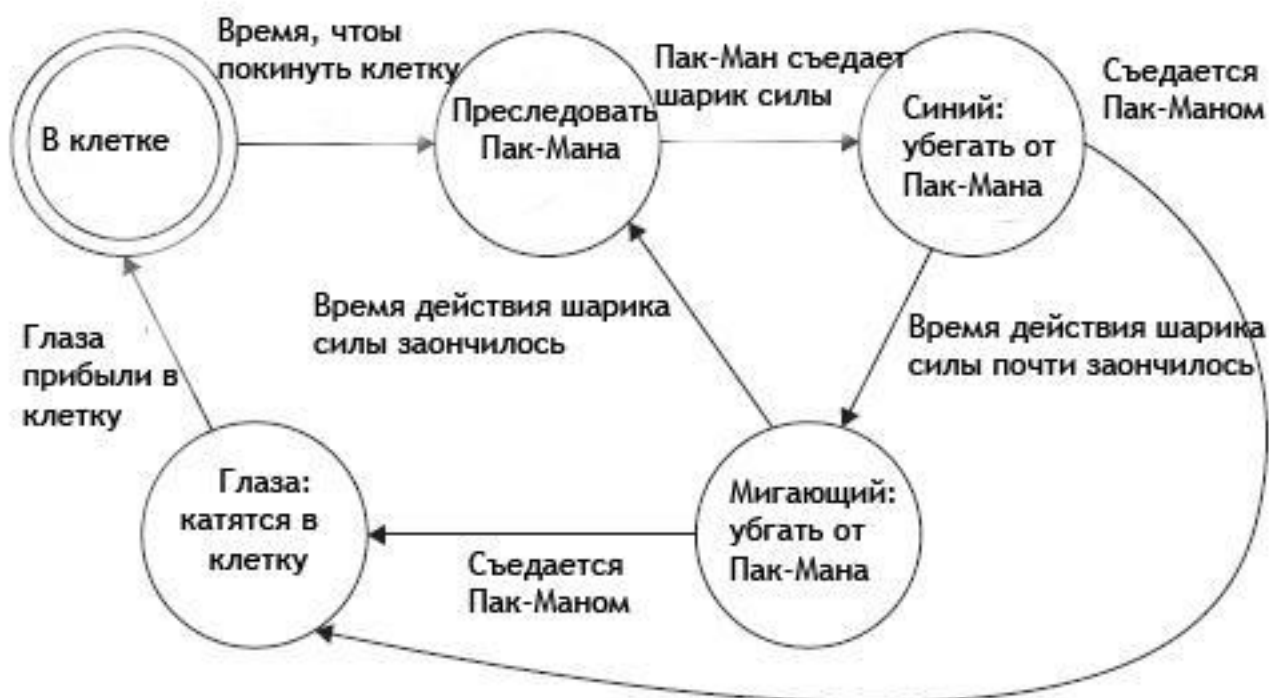 Время, чтоы
покинуть клетку
Пак-Ман съедает
шарик силы
Съедается
Пак-Маном
В клетке
Преследовать
Пак-Мана
Синий:
убегать от
Пак-Мана
Время действия шарика
силы заончилось
Время действия шарика
силы почти заончилось
Глаза
прибыли в
клетку
Глаза:
катятся в
клетку
Съедается
Пак-Маном
Мигающий:
убгать от
Пак-Мана